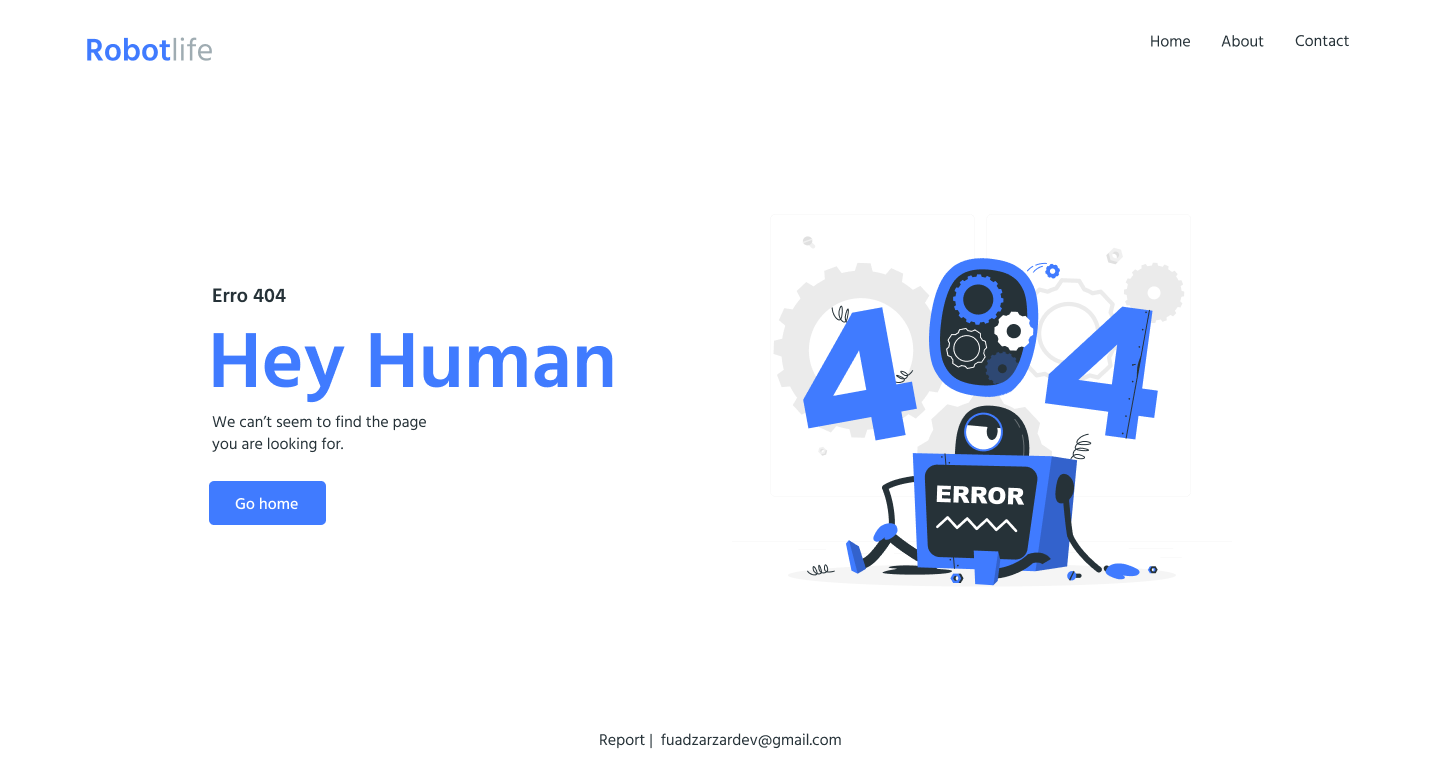 Robotlife
Home About Contact
Erro 404
Hey Human
We can’t seem to find the page
you are looking for.
Go home
404
ERROR
Report | fuadzarzardev@gmail.com